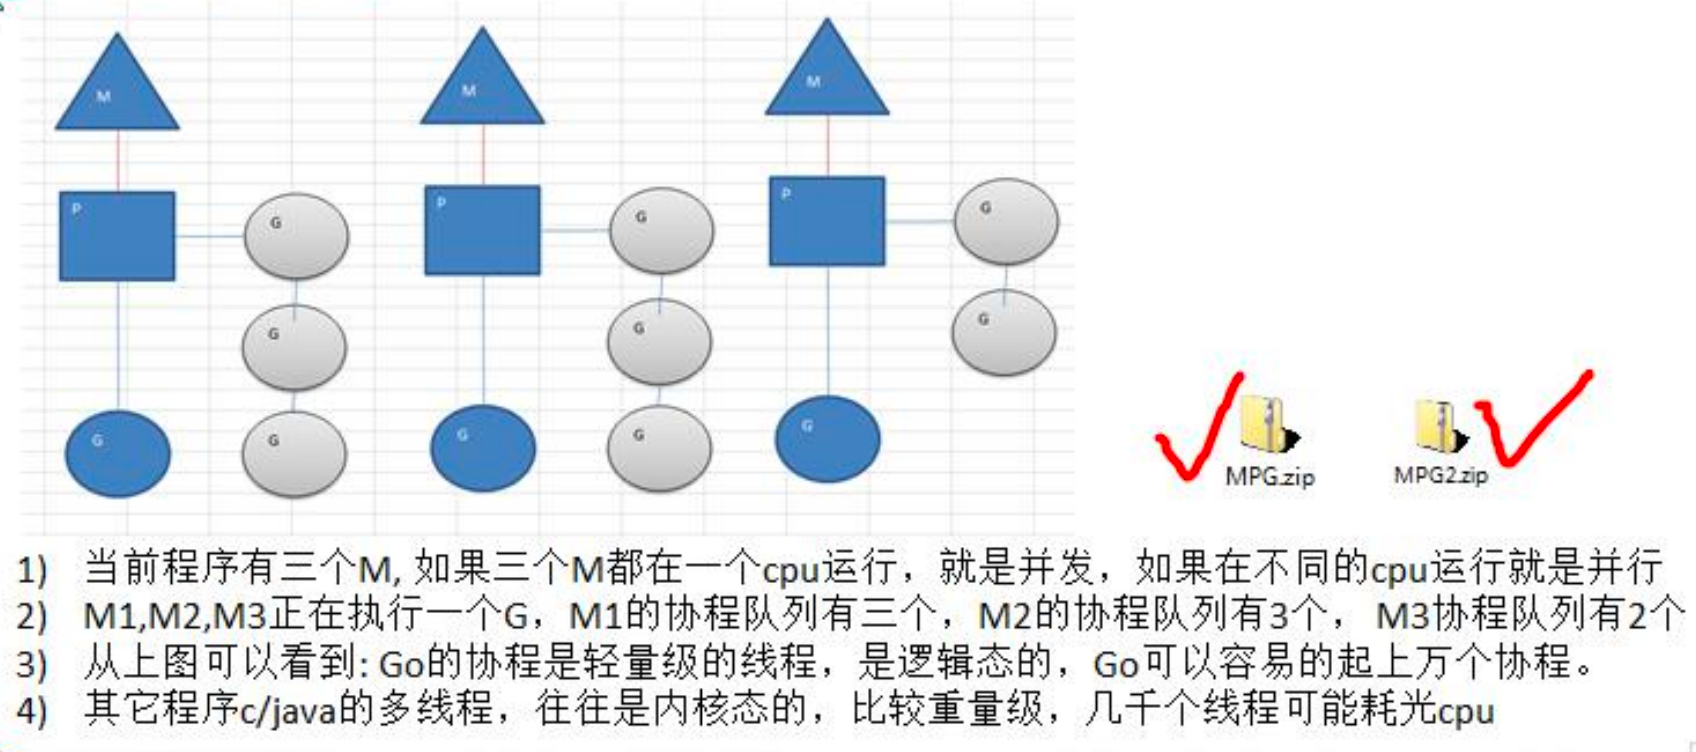 M M M
P G P G P G
G G G
G G G G G
MPG.zip MPG2.zip
1) 当前程序有三个M, 如果三个M都在一个cpu运行，就是并发，如果在不同的cpu运行就是并行
2) M1,M2,M3正在执行一个G，M1的协程队列有三个，M2的协程队列有3个， M3协程队列有2个
3) 从上图可以看到: Go的协程是轻量级的线程，是逻辑态的，Go可以容易的起上万个协程。
4) 其它程序c/java的多线程，往往是内核态的，比较重量级，几千个线程可能耗光cpu